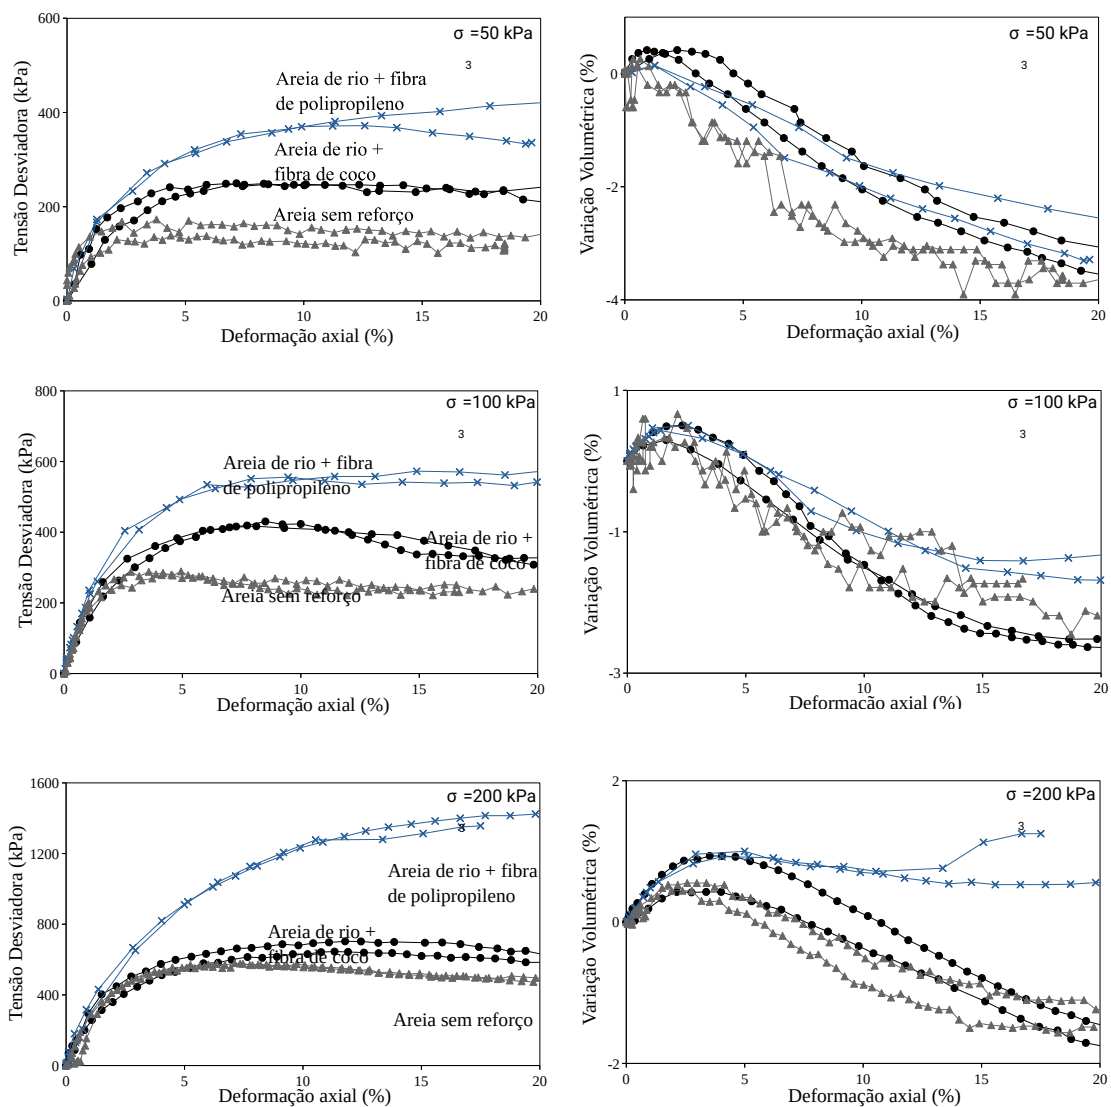 600
400
200
0
0
5
10
15
20
Tensão Desviadora (kPa)
Deformação axial (%)
σ =50 kPa
3
Areia de rio + fibra
de polipropileno
Areia de rio +
fibra de coco
Areia sem reforço
0
-2
-4
0
5
10
15
20
Variação Volumétrica (%)
Deformação axial (%)
σ =50 kPa
3
800
600
400
200
0
0
5
10
15
20
Tensão Desviadora (kPa)
Deformação axial (%)
σ =100 kPa
3
Areia de rio + fibra
de polipropileno
Areia de rio +
fibra de coco
Areia sem reforço
1
-1
-3
0
5
10
15
20
Variação Volumétrica (%)
Deformacão axial (%)
σ =100 kPa
3
1600
1200
800
400
0
0
5
10
15
20
Tensão Desviadora (kPa)
Deformação axial (%)
σ =200 kPa
3
Areia de rio + fibra
de polipropileno
Areia de rio +
fibra de coco
Areia sem reforço
2
0
-2
0
5
10
15
20
Variação Volumétrica (%)
Deformação axial (%)
σ =200 kPa
3